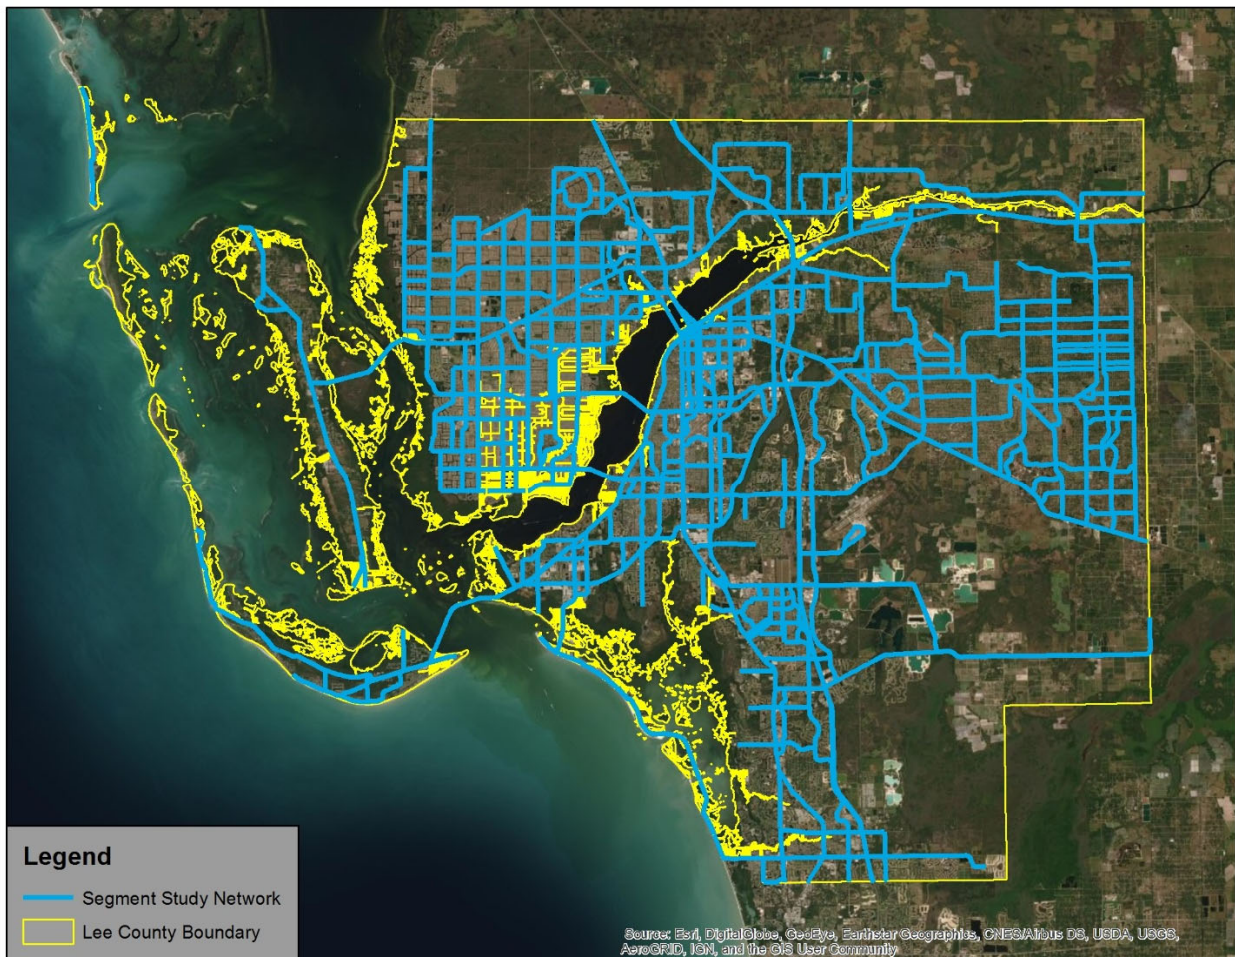 Legend
Segment Study Network
Lee County Boundary
Source: Esri, DigitalGlobe, GeoEye, Earthstar Geographics, CNES/Airbus DS, USDA, USGS,
AeroGRID, IGN, and the GIS User Community